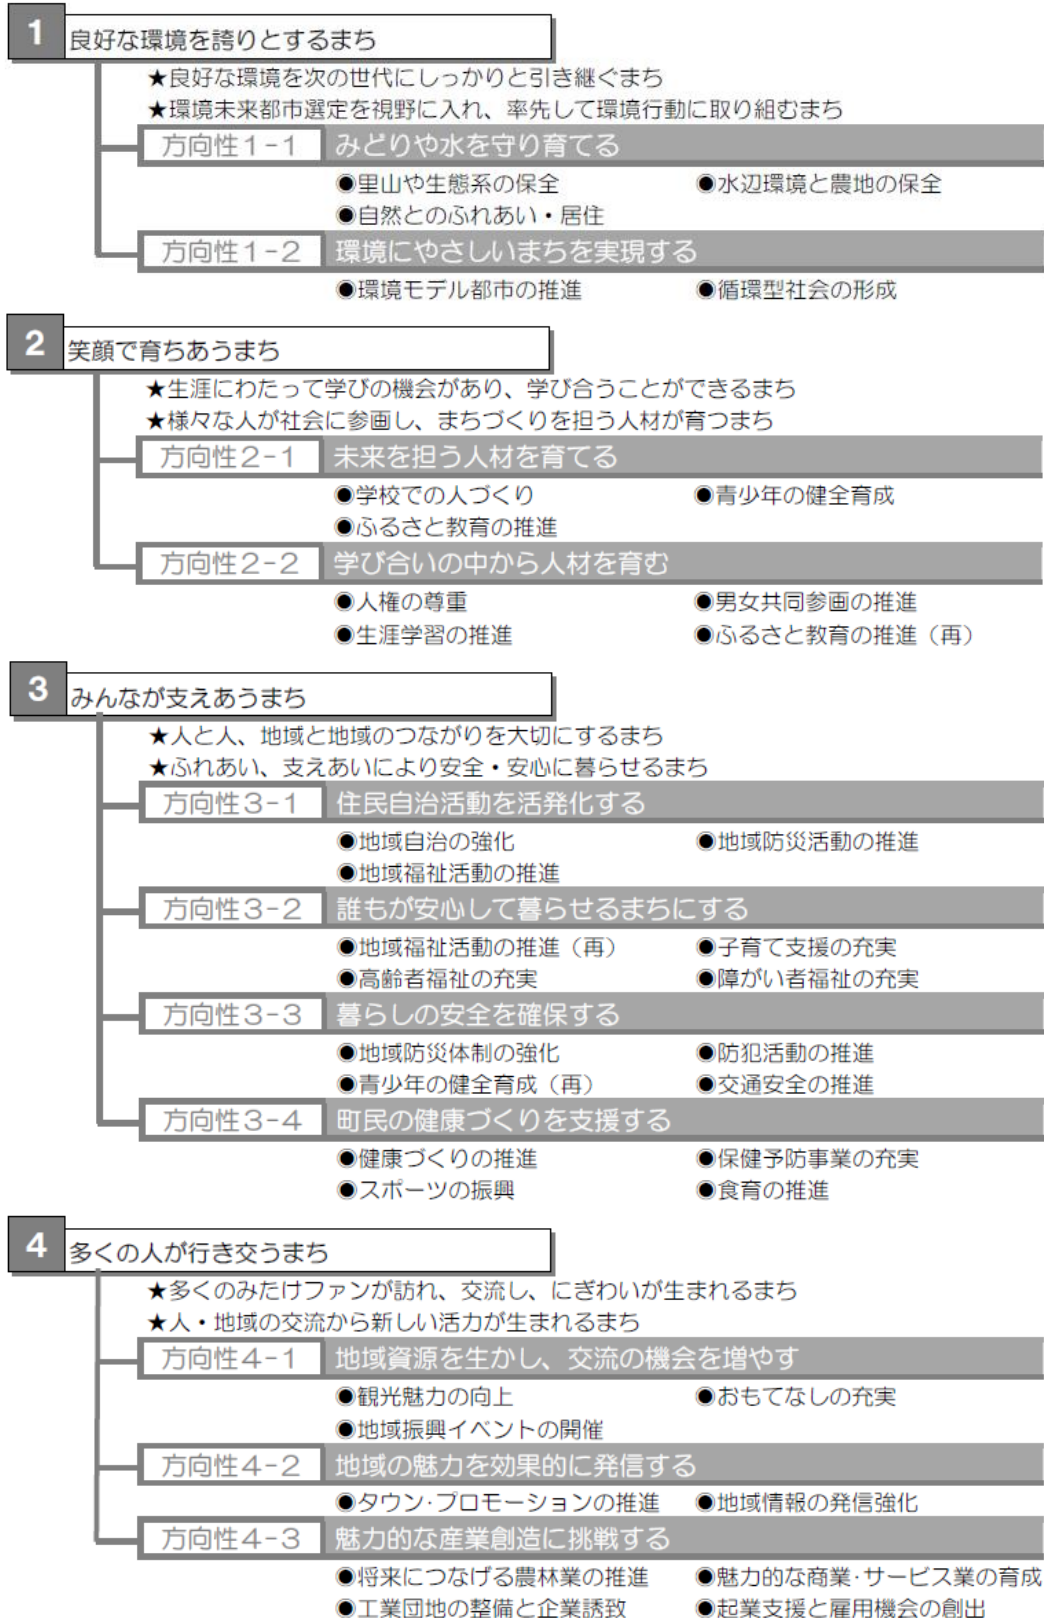 1 良好な環境を誇りとするまち
★良好な環境を次の世代にしっかりと引き継ぐまち
★環境未来都市選定を視野に入れ、率先して環境行動に取り組むまち
方向性1-1 みどりや水を守り育てる
●里山や生態系の保全 ●水辺環境と農地の保全
●自然とのふれあい・居住
方向性1-2 環境にやさしいまちを実現する
●環境モデル都市の推進 ●循環型社会の形成
2 笑顔で育ちあうまち
★生涯にわたって学びの機会があり、学び合うことができるまち
★様々な人が社会に参画し、まちづくりを担う人材が育つまち
方向性2-1 未来を担う人材を育てる
●学校での人づくり ●青少年の健全育成
●ふるさと教育の推進
方向性2-2 学び合いの中から人材を育む
●人権の尊重 ●男女共同参画の推進
●生涯学習の推進 ●ふるさと教育の推進（再）
3 みんなが支えあうまち
★人と人、地域と地域のつながりを大切にするまち
★ふれあい、支えあいにより安全・安心に暮らせるまち
方向性3-1 住民自治活動を活発化する
●地域自治の強化 ●地域防災活動の推進
●地域福祉活動の推進
方向性3-2 誰もが安心して暮らせるまちにする
●地域福祉活動の推進（再） ●子育て支援の充実
●高齢者福祉の充実 ●障がい者福祉の充実
方向性3-3 暮らしの安全を確保する
●地域防災体制の強化 ●防犯活動の推進
●青少年の健全育成（再） ●交通安全の推進
方向性3-4 町民の健康づくりを支援する
●健康づくりの推進 ●保健予防事業の充実
●スポーツの振興 ●食育の推進
4 多くの人が行き交うまち
★多くのみたけファンが訪れ、交流し、にぎわいが生まれるまち
★人・地域の交流から新しい活力が生まれるまち
方向性4-1 地域資源を生かし、交流の機会を増やす
●観光魅力の向上 ●おもてなしの充実
●地域振興イベントの開催
方向性4-2 地域の魅力を効果的に発信する
●タウン・プロモーションの推進 ●地域情報の発信強化
方向性4-3 魅力的な産業創造に挑戦する
●将来につなげる農林業の推進 ●魅力的な商業・サービス業の育成
●工業団地の整備と企業誘致 ●起業支援と雇用機会の創出